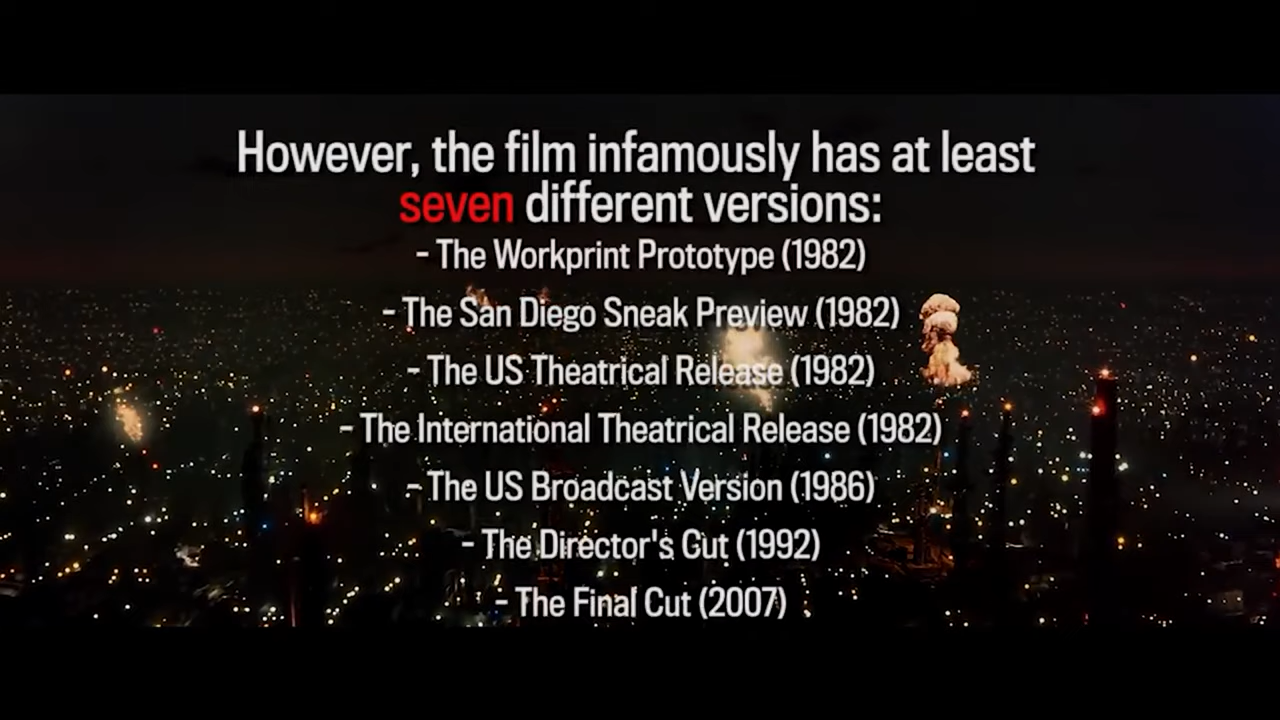 However, the film infamously has at least
seven different versions:
- The Workprint Prototype (1982)
- The San Diego Sneak Preview (1982)
- The US Theatrical Release (1982)
- The International Theatrical Release (1982)
- The US Broadcast Version (1986)
- The Director's Cut (1992)
- The Final Cut (2007)